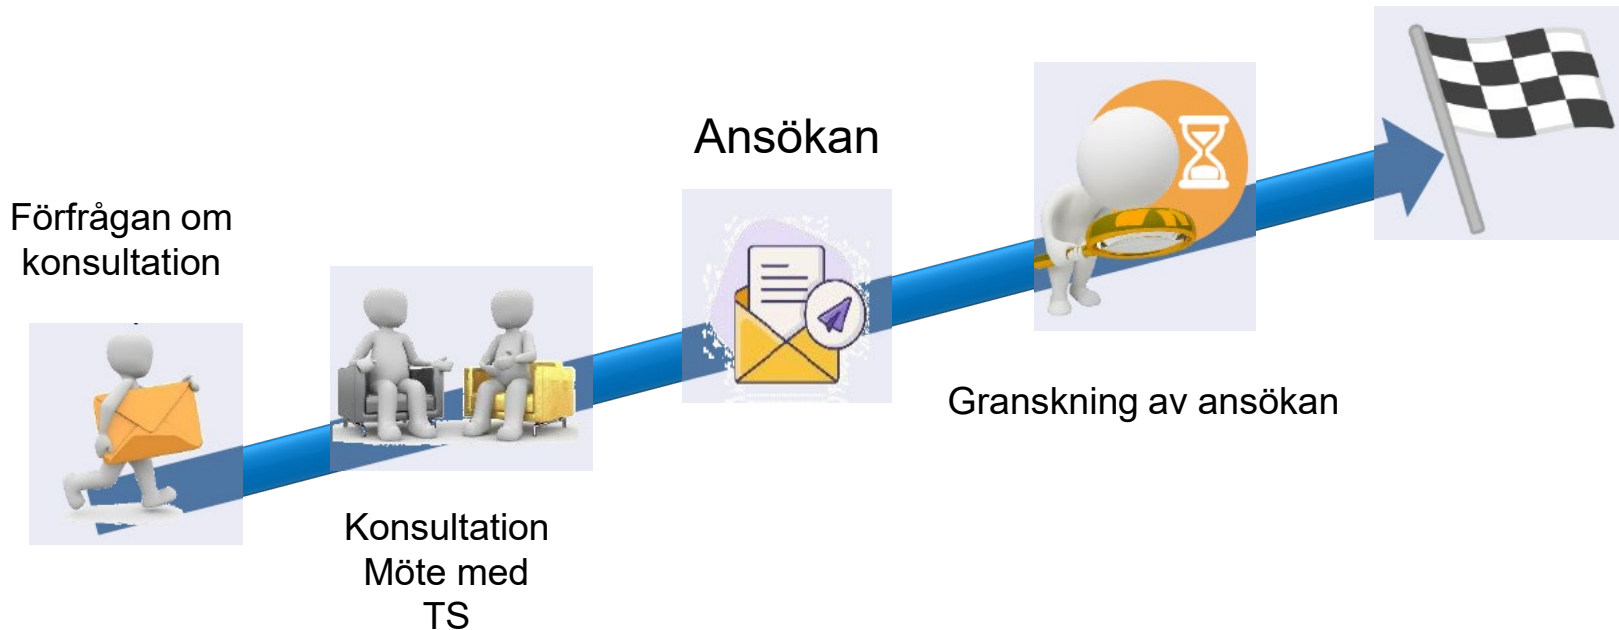 Förfrågan om
konsultation
Konsultation
Möte med
TS
Ansökan
Granskning av ansökan